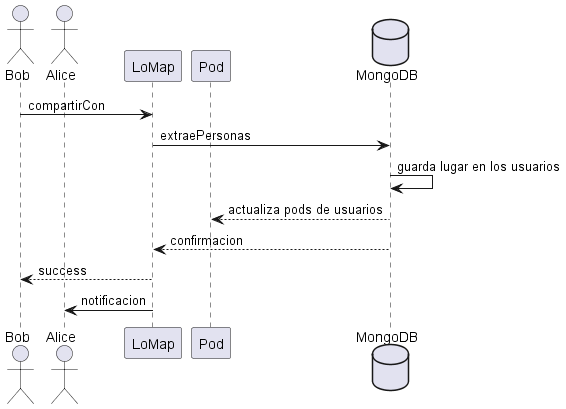 Bob
Alice
LoMap
Pod
MongoDB
compartirCon
extraePersonas
guarda lugar en los usuarios
actualiza pods de usuarios
confirmacion
success
notificacion
Bob
Alice
LoMap
Pod
MongoDB